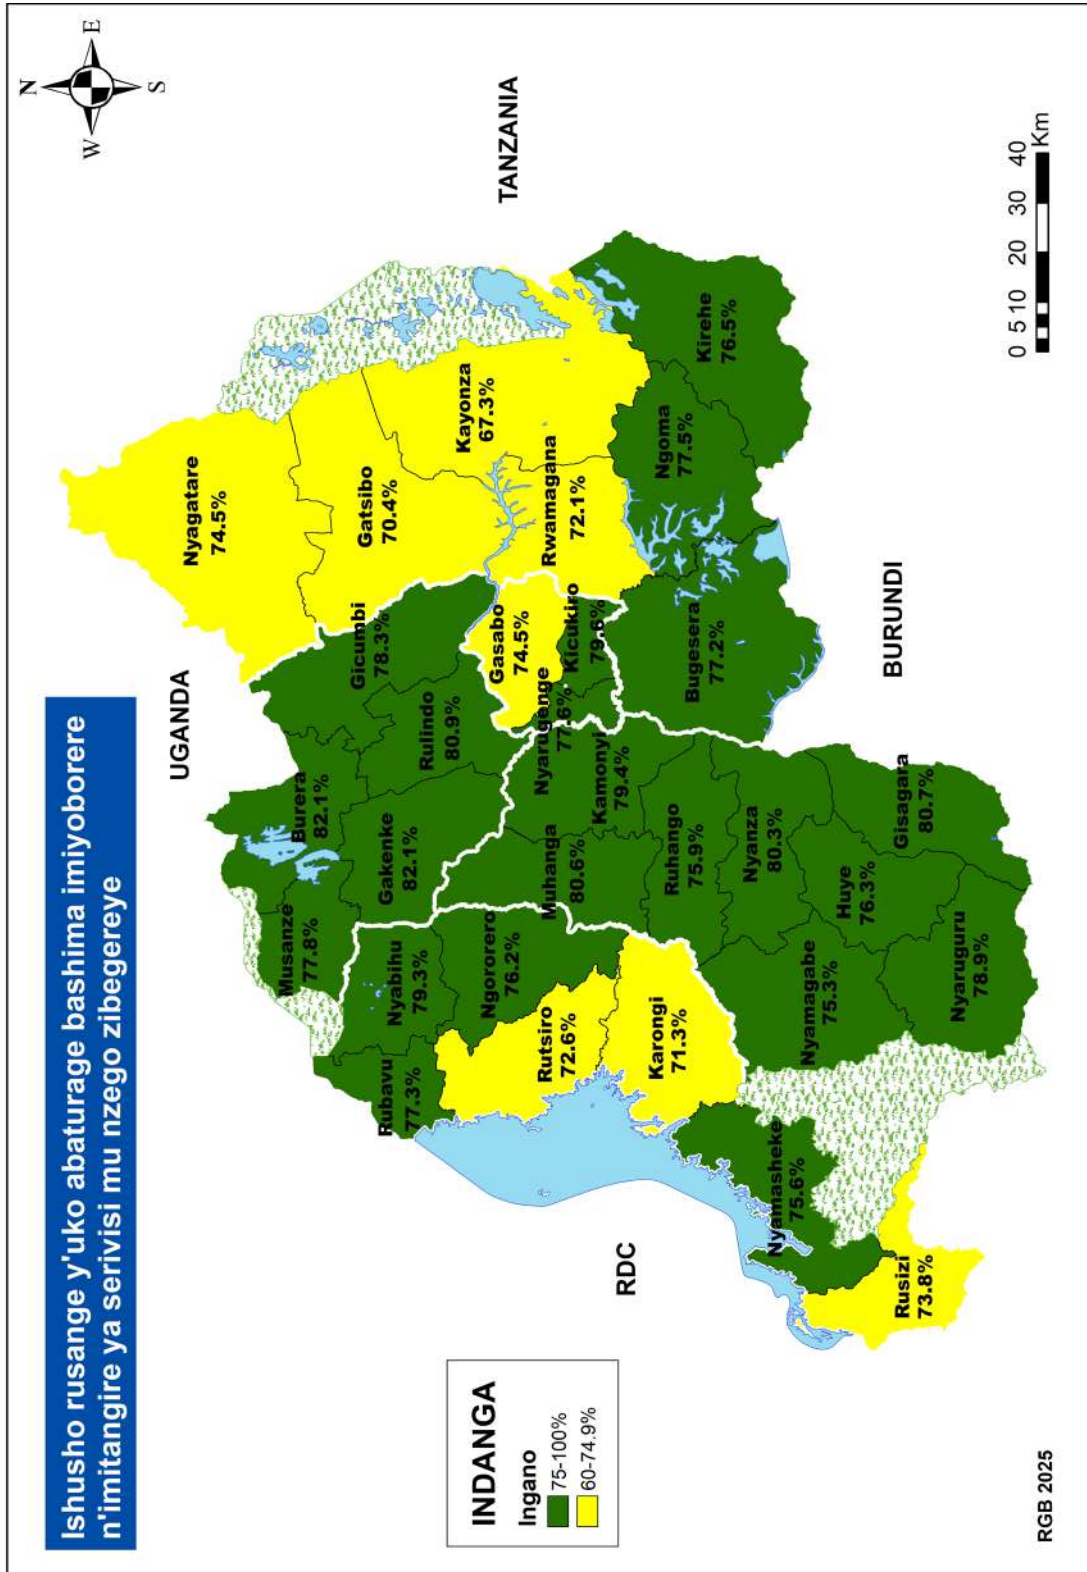 Ishusho rusange y'uko abaturage bashima imiyoborere
n'imitangire ya serivisi mu nzego zibegereye
N
W
E
S
UGANDA
TANZANIA
BURUNDI
RDC
Nyagatare
74.5%
Gatsibo
70.4%
Kayonza
67.3%
Rwamagana
72.1%
Gicumbi
78.3%
Burera
82.1%
Rulindo
80.9%
Gakenke
82.1%
Musanze
77.8%
Gasabo
74.5%
Kicukiro
79.6%
Nyarugenge
77.6%
Kirehe
76.5%
Ngoma
77.5%
Bugesera
77.2%
Nyabihu
79.3%
Rubavu
77.3%
Ngororero
76.2%
Rutsiro
72.6%
Karongi
71.3%
Muhanga
80.6%
Kamonyi
79.4%
Ruhango
75.9%
Nyanza
80.3%
Gisagara
80.7%
Huye
76.3%
Nyamagabe
75.3%
Nyaruguru
78.9%
Nyamasheke
75.6%
Rusizi
73.8%
INDANGA
Ingano
75-100%
60-74.9%
RGB 2025
0 5 10 20 30 40
Km